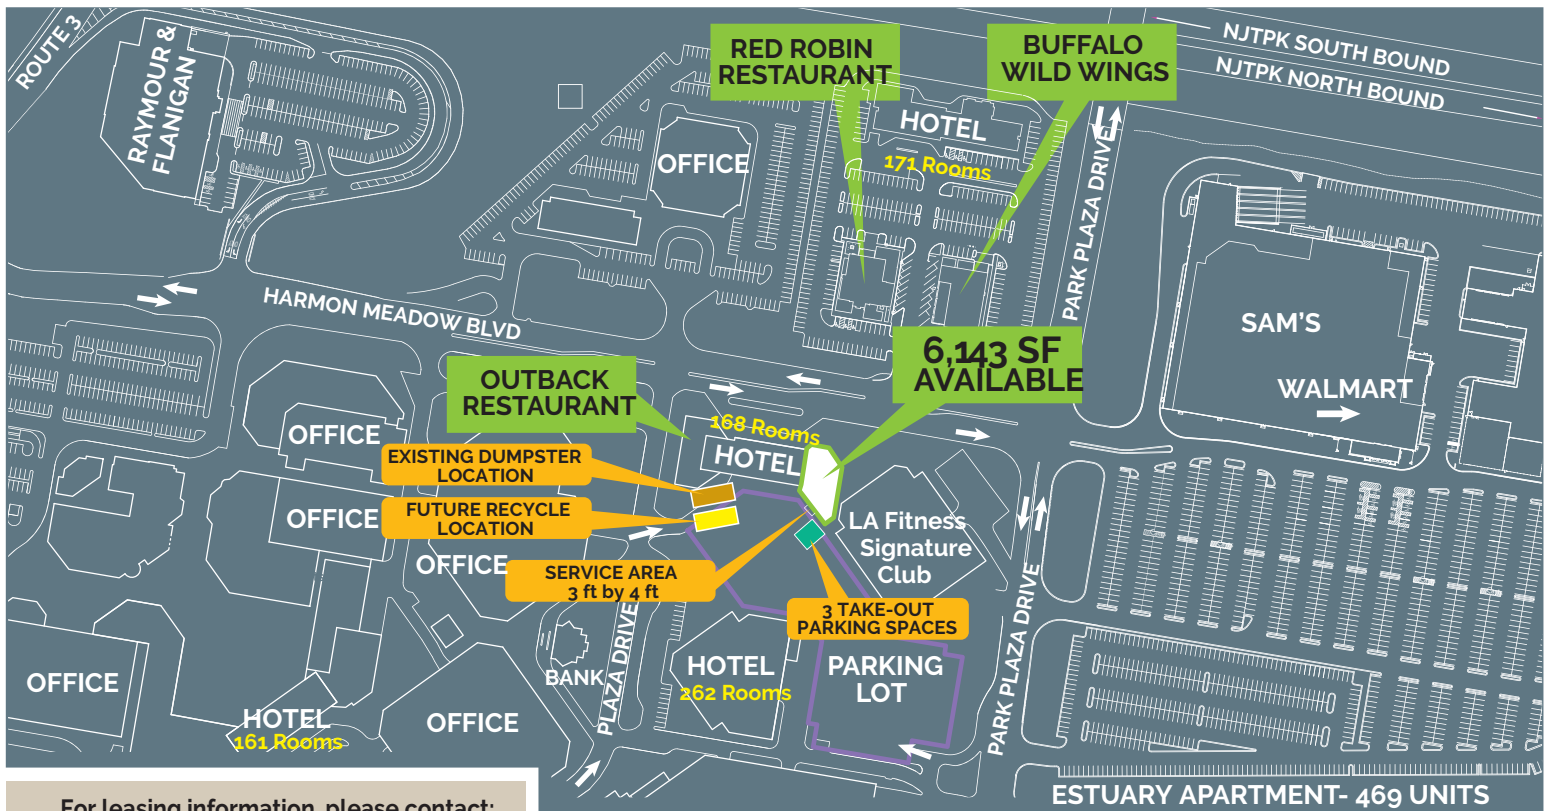 ROUTE 3
RAYMOUR &
FLANIGAN
RED ROBIN
RESTAURANT
BUFFALO
WILD WINGS
NJTPK SOUTH BOUND
NJTPK NORTH BOUND
HOTEL
171 Rooms
OFFICE
PARK PLAZA DRIVE
HARMON MEADOW BLVD
SAM'S
WALMART
6,143 SF
AVAILABLE
OUTBACK
RESTAURANT
168 Rooms
HOTEL
OFFICE
EXISTING DUMPSTER
LOCATION
FUTURE RECYCLE
LOCATION
OFFICE
OFFICE
LA Fitness
Signature
Club
SERVICE AREA
3 ft by 4 ft
3 TAKE-OUT
PARKING SPACES
PLAZA DRIVE
BANK
HOTEL
262 Rooms
PARKING
LOT
PARK PLAZA DRIVE
OFFICE
HOTEL
161 Rooms
OFFICE
ESTUARY APARTMENT- 469 UNITS
For leasing information, please contact: